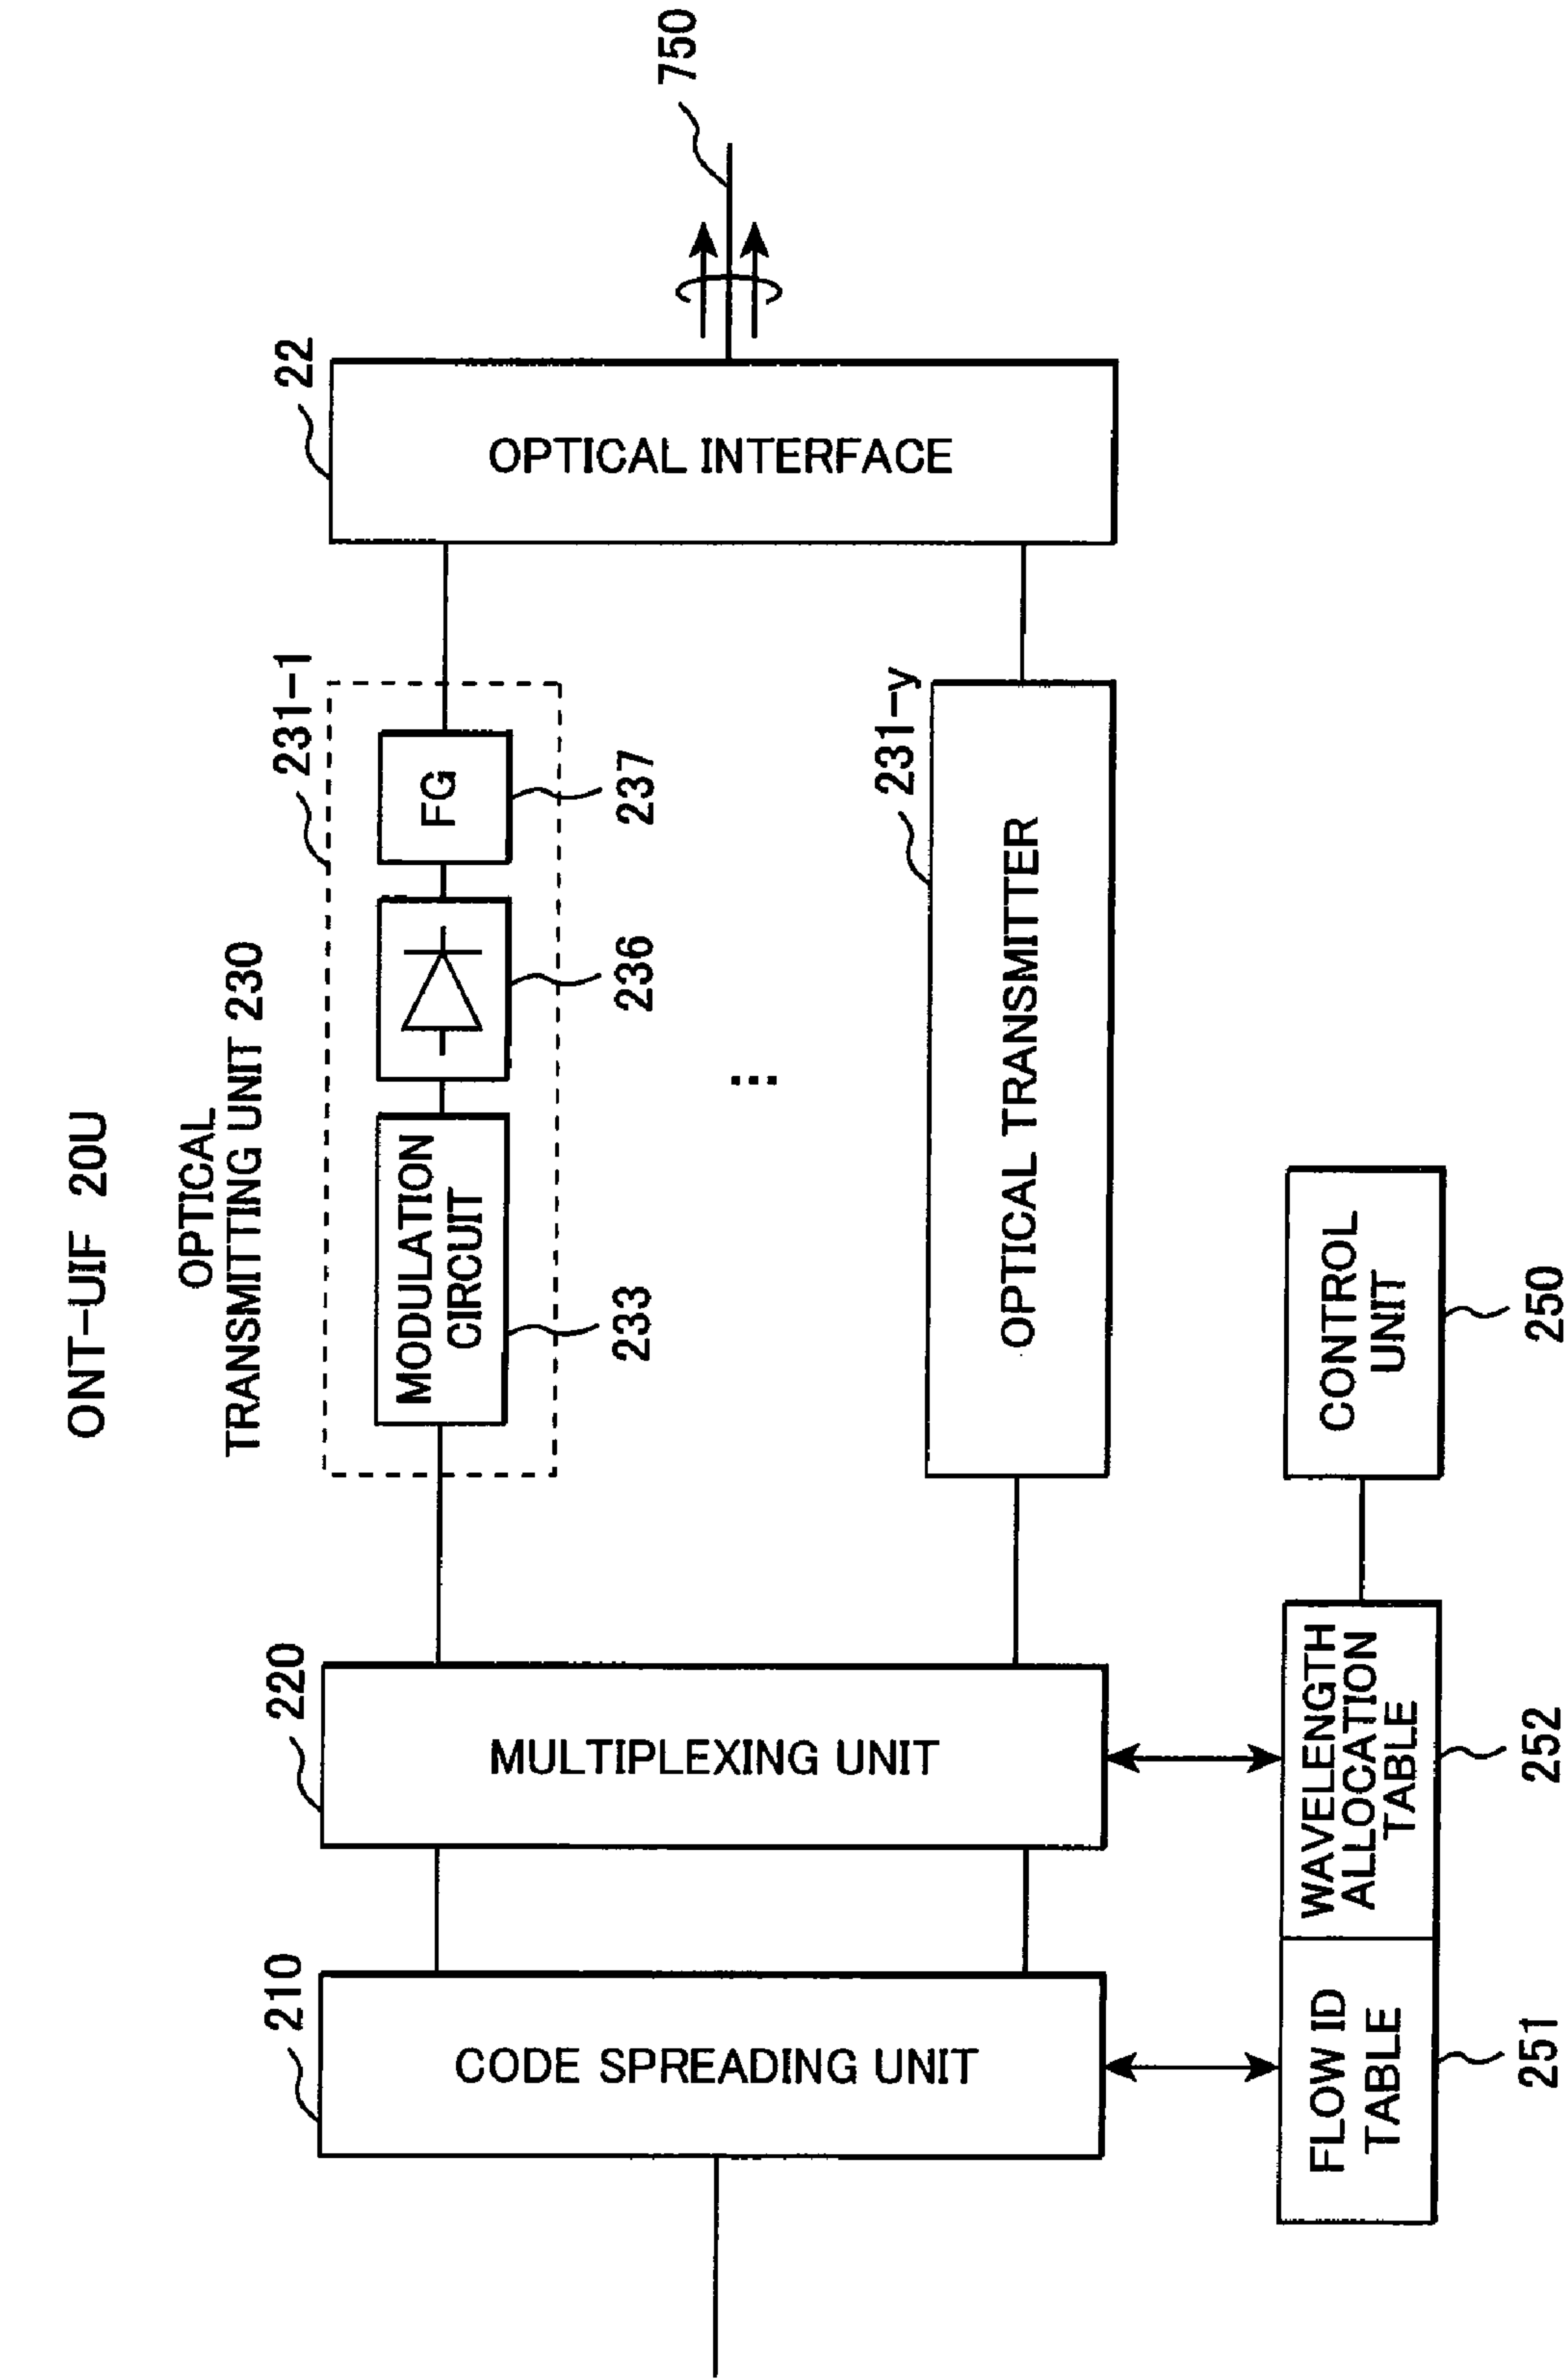 ONT-UIF 20U
OPTICAL
TRANSMITTING UNIT 230
210
CODE SPREADING UNIT
220
MULTIPLEXING UNIT
231-1
MODULATION
CIRCUIT
233
236
FG
237
⋮
231-y
OPTICAL TRANSMITTER
22
OPTICAL INTERFACE
750
FLOW ID
TABLE
251
WAVELENGTH
ALLOCATION
TABLE
252
CONTROL
UNIT
250